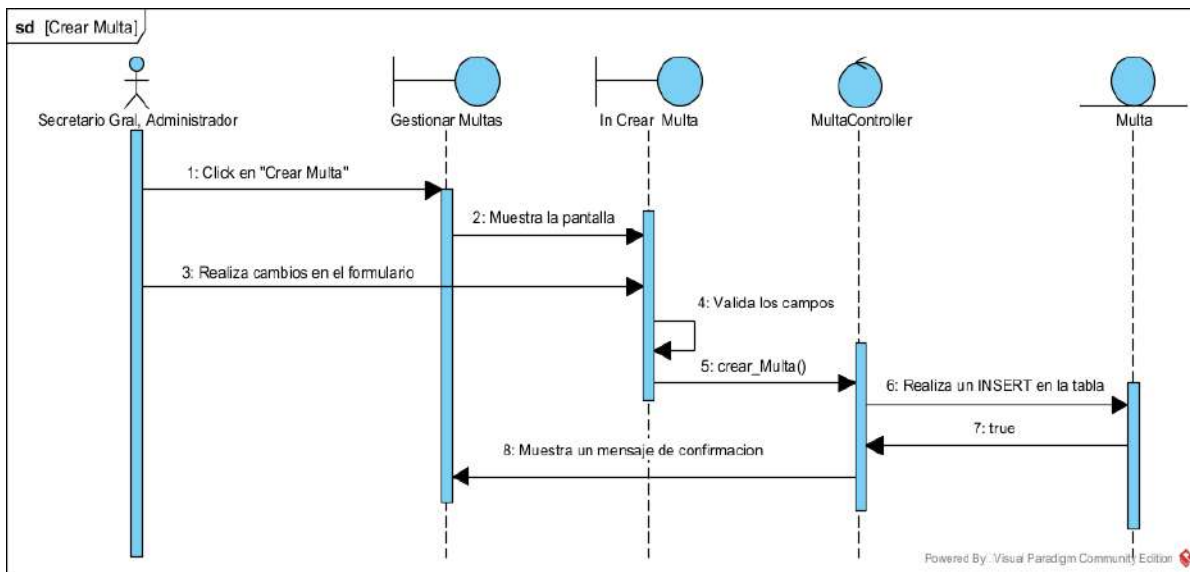 sd [Crear Multa]
Secretario Gral, Administrador
Gestionar Multas
In Crear Multa
MultaController
Multa
1: Click en "Crear Multa"
2: Muestra la pantalla
3: Realiza cambios en el formulario
4: Valida los campos
5: crear_Multa()
6: Realiza un INSERT en la tabla
7: true
8: Muestra un mensaje de confirmacion
Powered By Visual Paradigm Community Edition